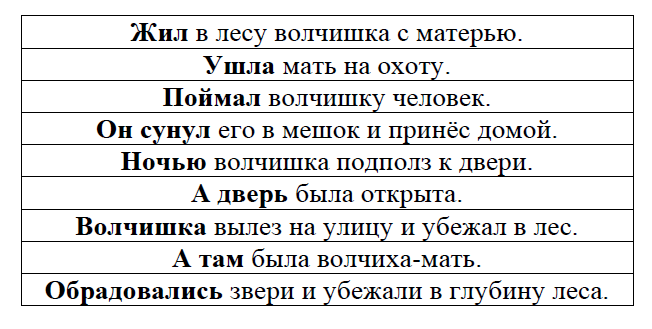 Жил в лесу волчишка с матерью.
Ушла мать на охоту.
Поймал волчишку человек.
Он сунул его в мешок и принёс домой.
Ночью волчишка подполз к двери.
А дверь была открыта.
Волчишка вылез на улицу и убежал в лес.
А там была волчиха-мать.
Обрадовались звери и убежали в глубину леса.